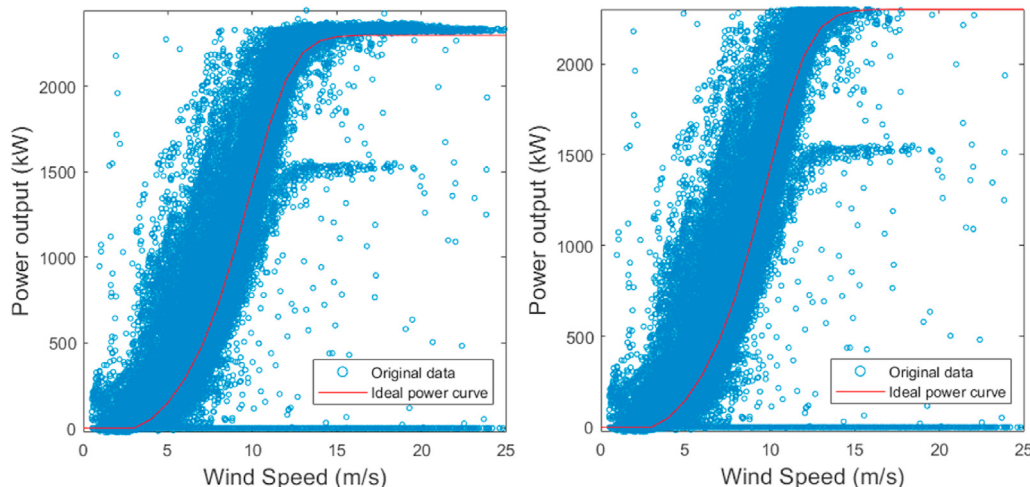 Power output (kW)
2000
1500
1000
500
0
0
5
10
15
20
25
Wind Speed (m/s)
Original data
Ideal power curve
Power output (kW)
2000
1500
1000
500
0
0
5
10
15
20
25
Wind Speed (m/s)
Original data
Ideal power curve